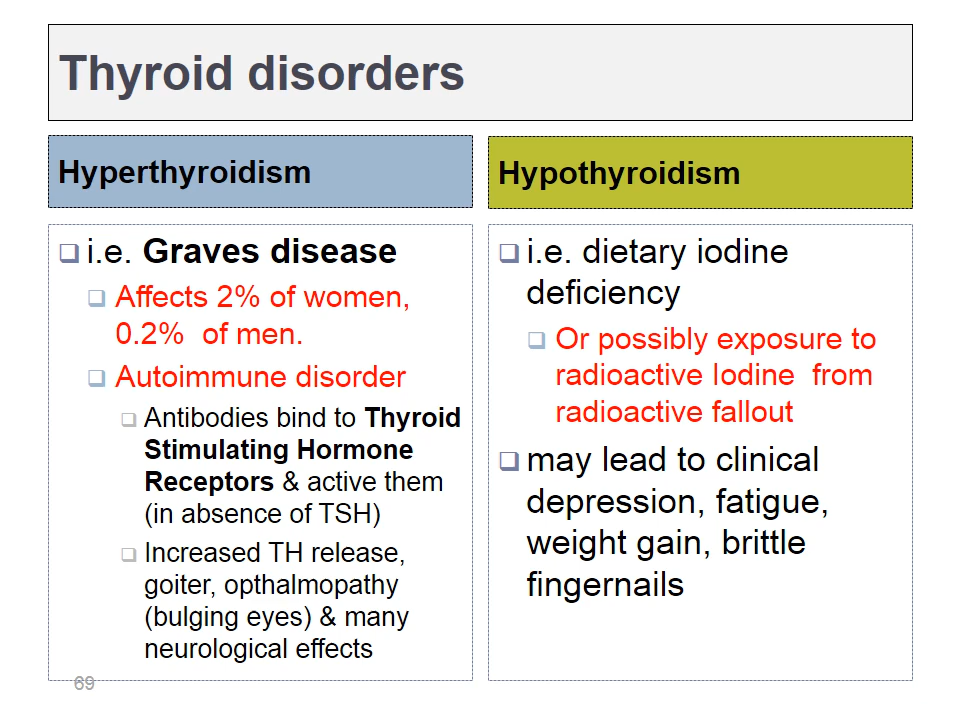 Thyroid disorders
Hyperthyroidism
i.e. Graves disease
Affects 2% of women,
0.2%  of men.
Autoimmune disorder
Antibodies bind to Thyroid
Stimulating Hormone
Receptors & active them
(in absence of TSH)
Increased TH release,
goiter, opthalmopathy
(bulging eyes) & many
neurological effects
Hypothyroidism
i.e. dietary iodine
deficiency
Or possibly exposure to
radioactive Iodine  from
radioactive fallout
may lead to clinical
depression, fatigue,
weight gain, brittle
fingernails
69